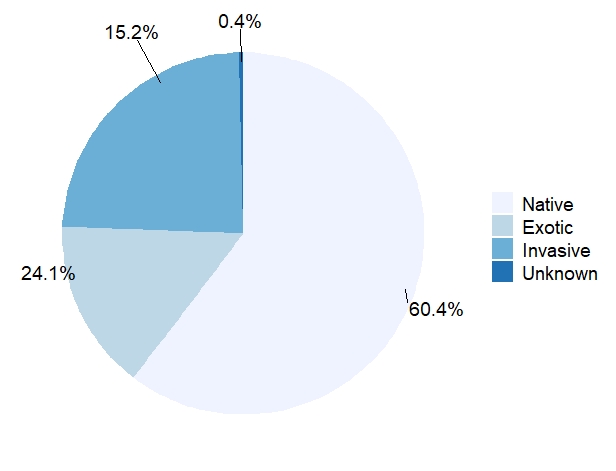 0.4%
15.2%
24.1%
60.4%
Native
Exotic
Invasive
Unknown